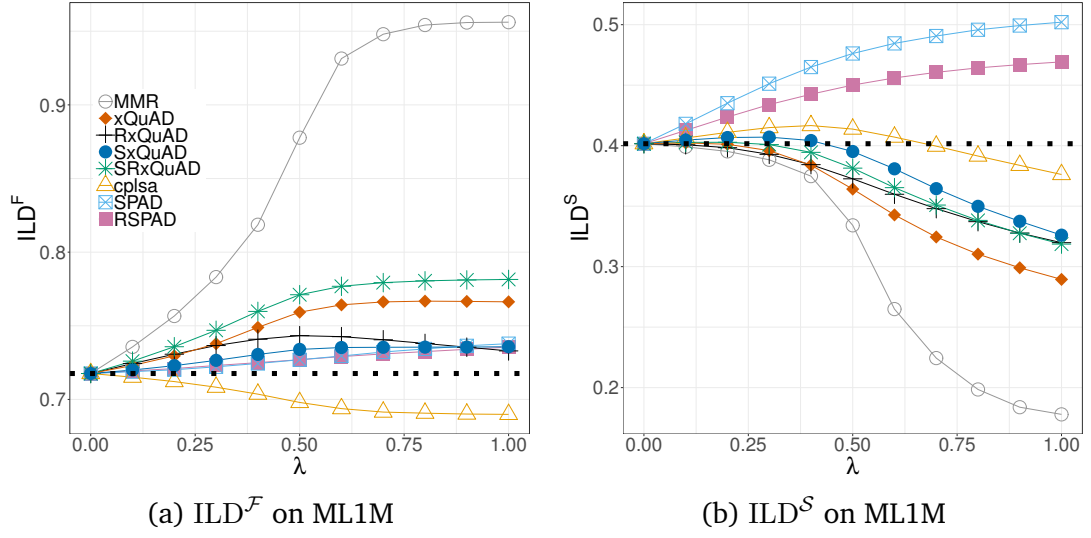 ILD^F
0.9
0.8
0.7
MMR
xQuAD
RxQuAD
SxQuAD
SRxQuAD
cplsa
SPAD
RSPAD
0.00 0.25 0.50 0.75 1.00
λ
(a) ILD^ℱ on ML1M
ILD^S
0.5
0.4
0.3
0.2
0.00 0.25 0.50 0.75 1.00
λ
(b) ILD^𝒮 on ML1M